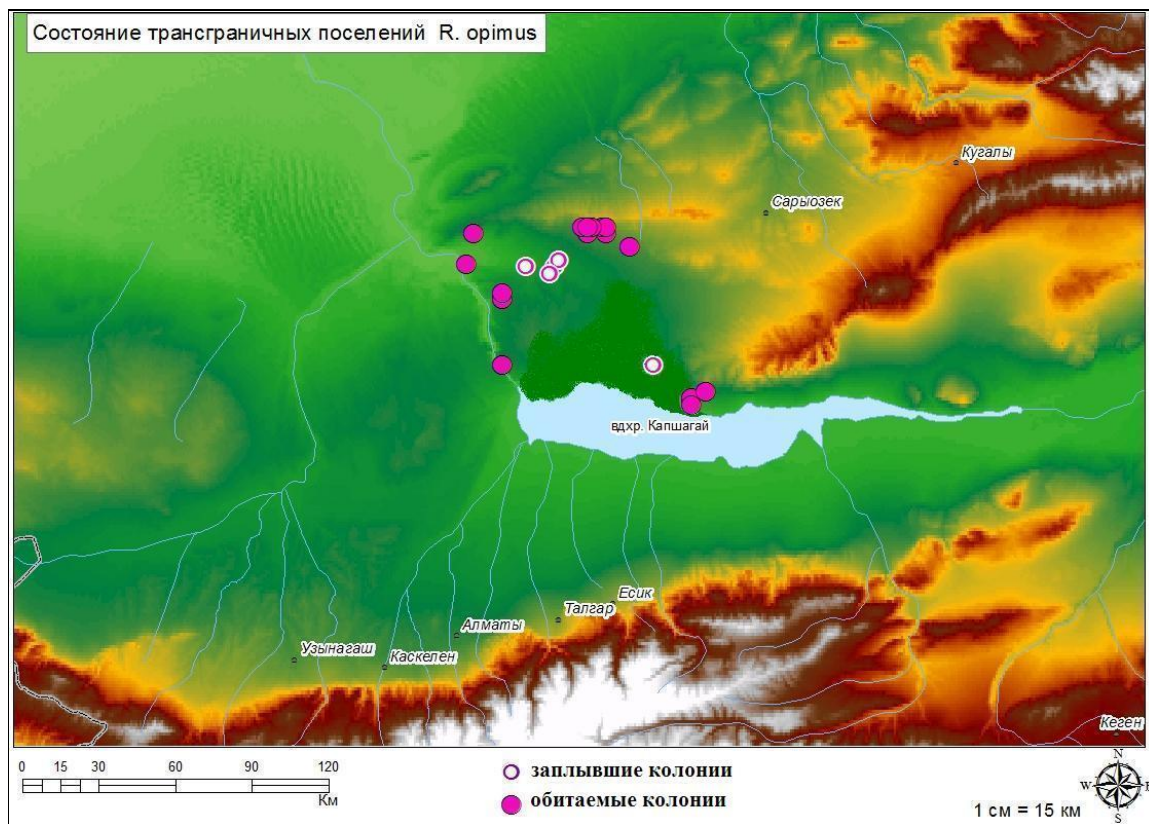 Состояние трансграничных поселений R. opimus
Кугалы
Сарыозек
вдхр. Капшагай
Есик
Талгар
Алматы
Узынагаш
Каскелен
Кеген
0 15 30 60 90 120
Км
заплывшие колонии
обитаемые колонии
N
W E
S
1 см = 15 км